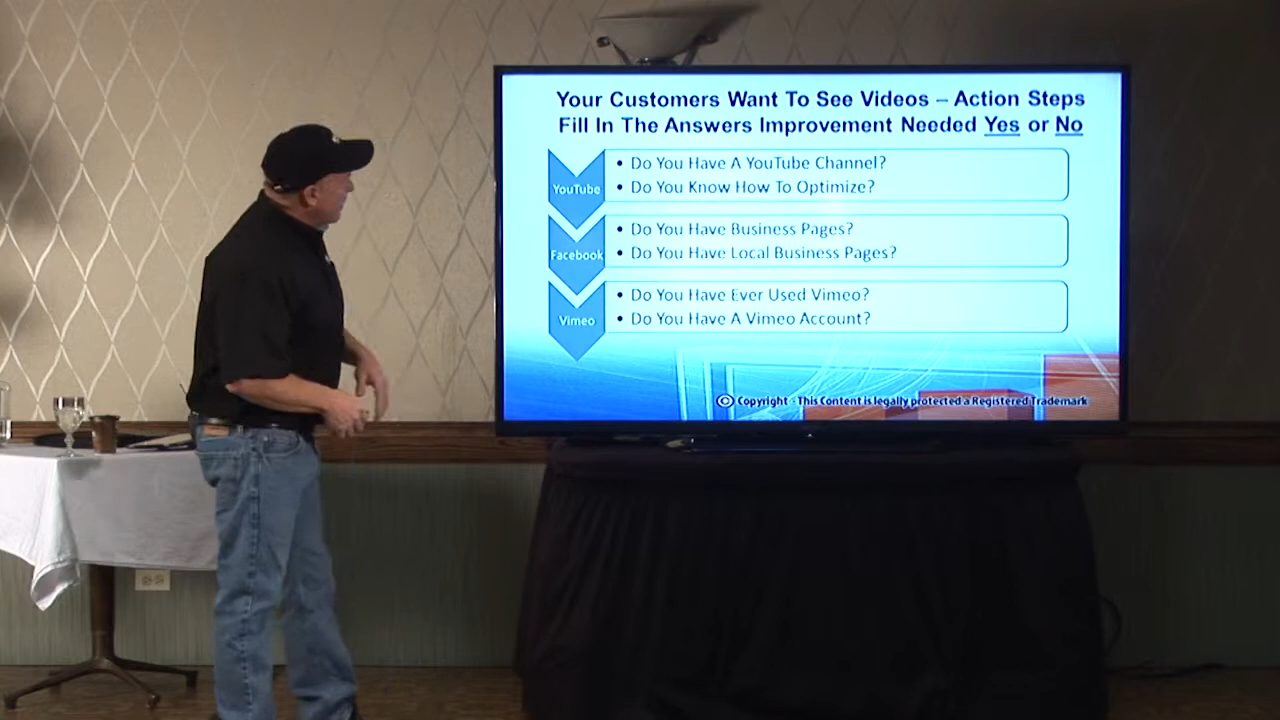 Your Customers Want To See Videos – Action Steps
Fill In The Answers Improvement Needed Yes or No
YouTube
• Do You Have A YouTube Channel?
• Do You Know How To Optimize?
Facebook
• Do You Have Business Pages?
• Do You Have Local Business Pages?
Vimeo
• Do You Have Ever Used Vimeo?
• Do You Have A Vimeo Account?
© Copyright - This Content is legally protected a Registered Trademark